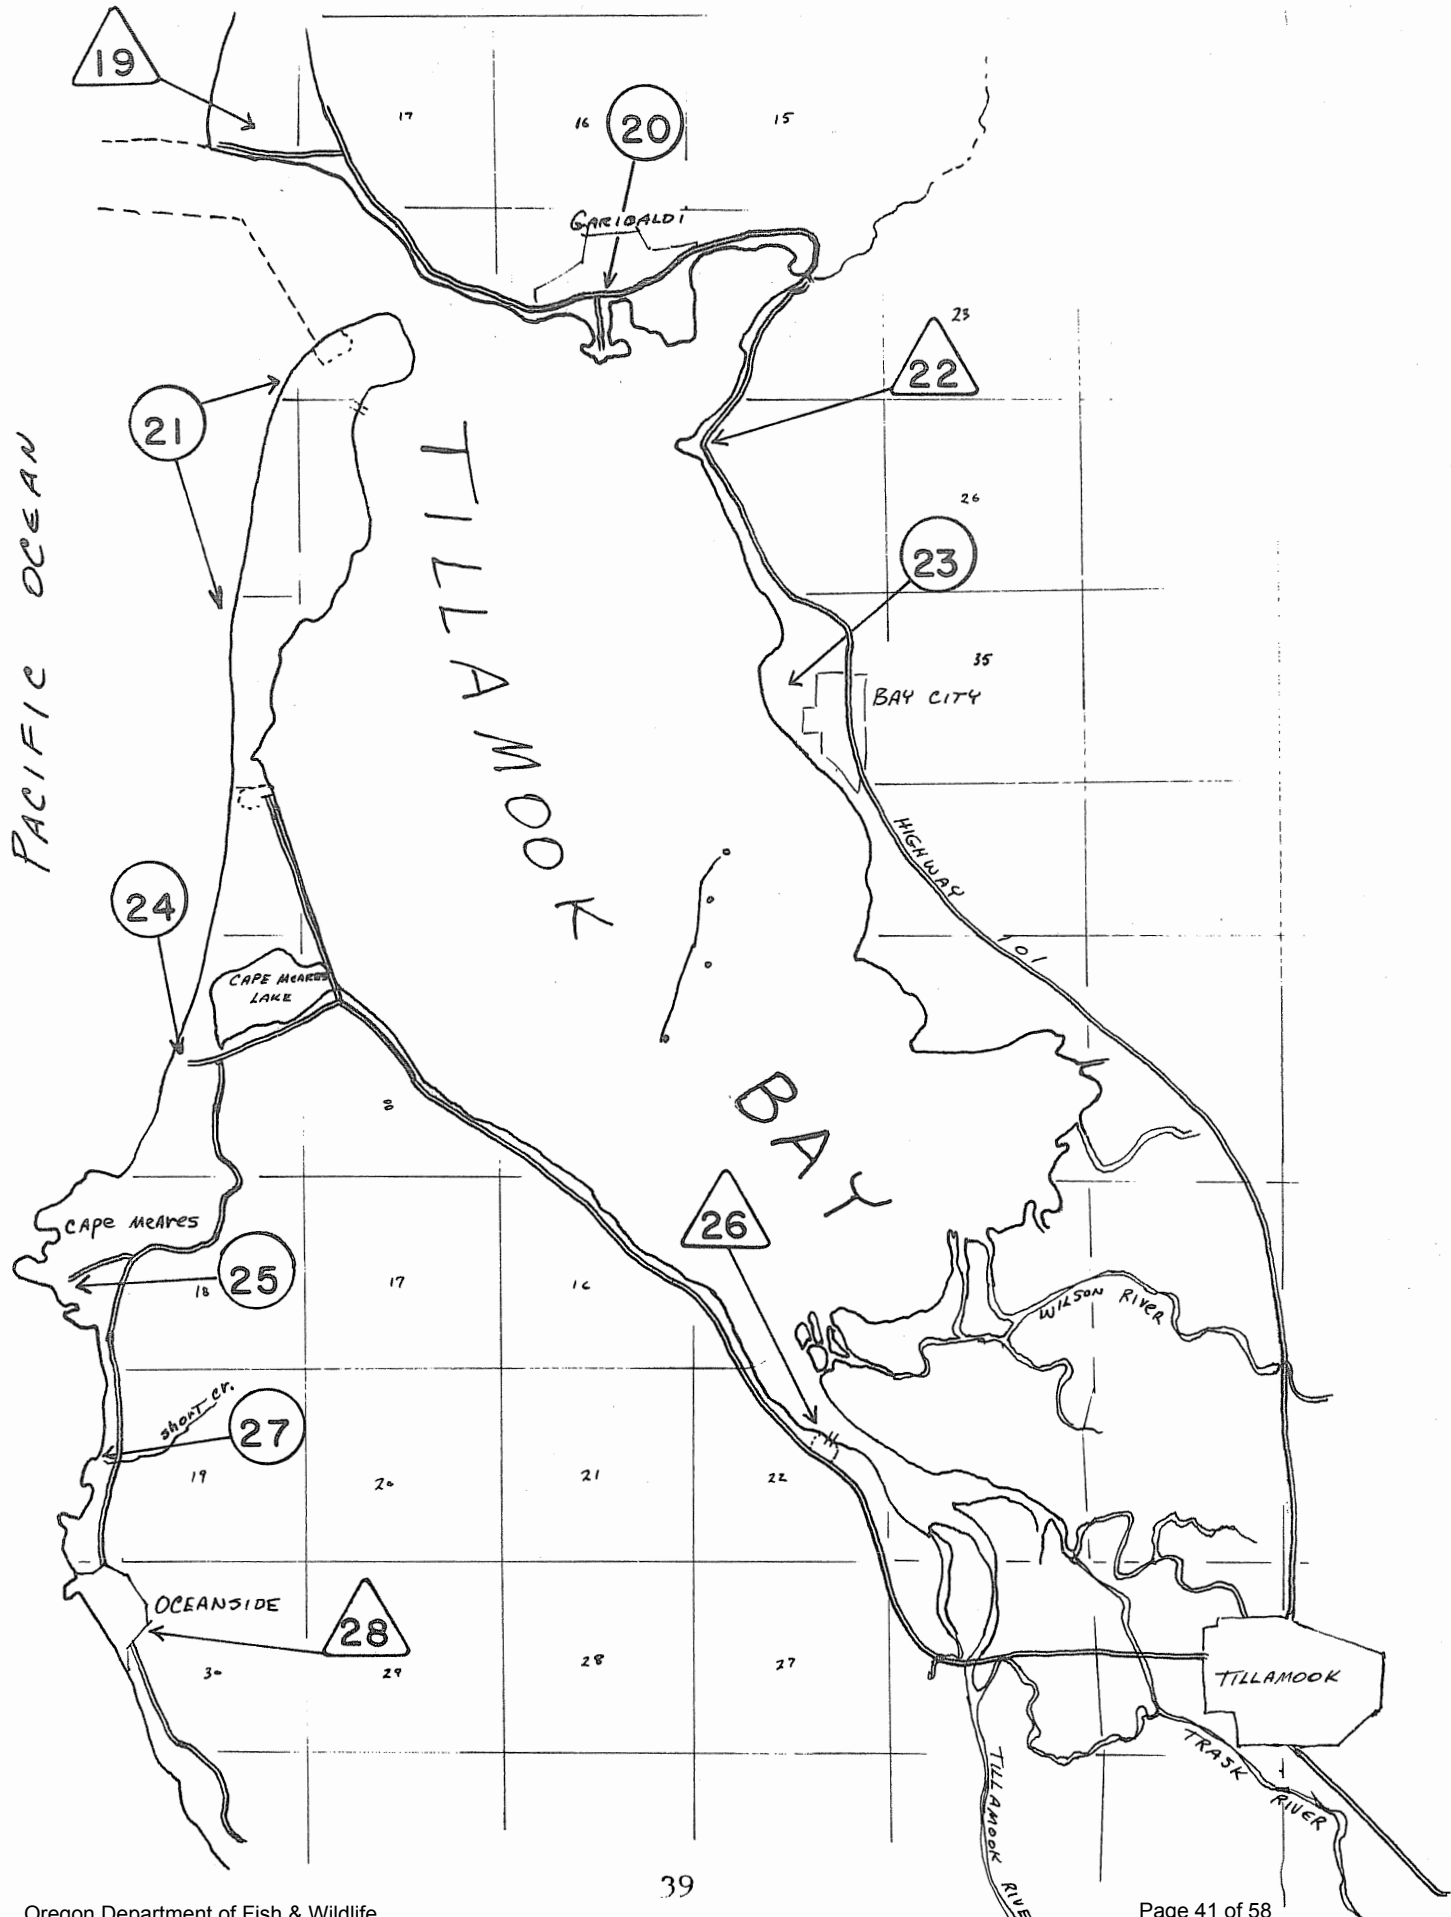 19
17
16
20
15
GARIBALDI
23
22
21
PACIFIC OCEAN
TILLAMOOK
BAY
26
23
35
BAY CITY
HIGHWAY 101
24
CAPE MEARES
LAKE
8
CAPE MEARES
26
25
18
17
16
WILSON RIVER
SHORT CR.
27
19
20
21
22
OCEANSIDE
28
30
29
28
27
TILLAMOOK
TRASK RIVER
TILLAMOOK RIVE
39
Oregon Department of Fish & Wildlife
Page 41 of 58